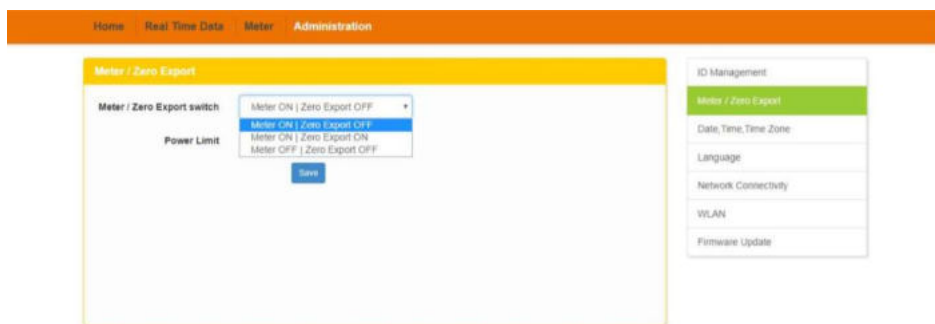 Home Real Time Data Meter Administration
Meter / Zero Export
Meter / Zero Export switch Meter ON | Zero Export OFF
Meter ON | Zero Export OFF
Meter ON | Zero Export ON
Power Limit
Meter OFF | Zero Export OFF
Save
ID Management
Meter / Zero Export
Date,Time,Time Zone
Language
Network Connectivity
WLAN
Firmware Update